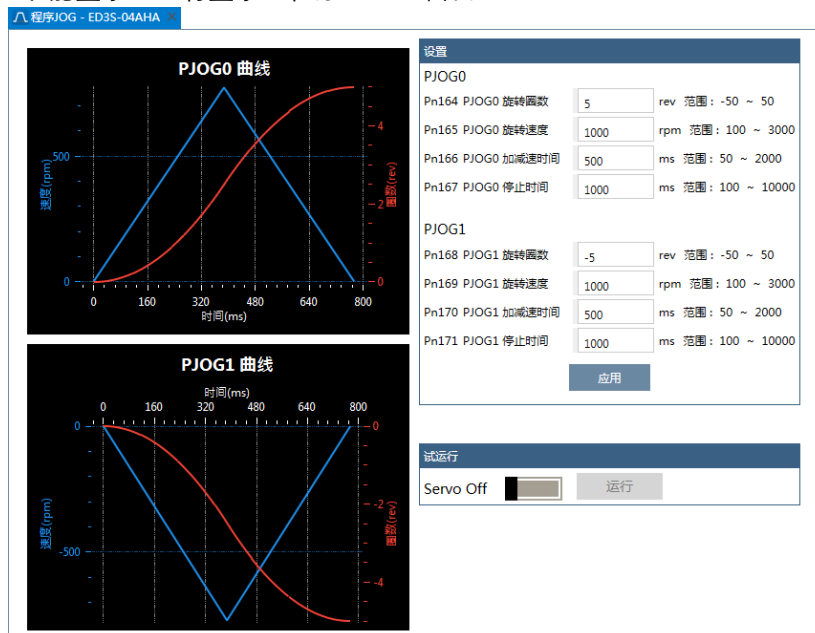 程序JOG - ED3S-04AHA ×
PJOG0 曲线
速度(rpm)
500
0
4
2
0
圈数(rev)
0 160 320 480 640 800
时间(ms)
PJOG1 曲线
时间(ms)
0 160 320 480 640 800
速度(rpm)
0
-500
0
-2
-4
圈数(rev)
设置
PJOG0
Pn164 PJOG0 旋转圈数 5 rev 范围: -50 ~ 50
Pn165 PJOG0 旋转速度 1000 rpm 范围: 100 ~ 3000
Pn166 PJOG0 加减速时间 500 ms 范围: 50 ~ 2000
Pn167 PJOG0 停止时间 1000 ms 范围: 100 ~ 10000
PJOG1
Pn168 PJOG1 旋转圈数 -5 rev 范围: -50 ~ 50
Pn169 PJOG1 旋转速度 1000 rpm 范围: 100 ~ 3000
Pn170 PJOG1 加减速时间 500 ms 范围: 50 ~ 2000
Pn171 PJOG1 停止时间 1000 ms 范围: 100 ~ 10000
应用
试运行
Servo Off 运行